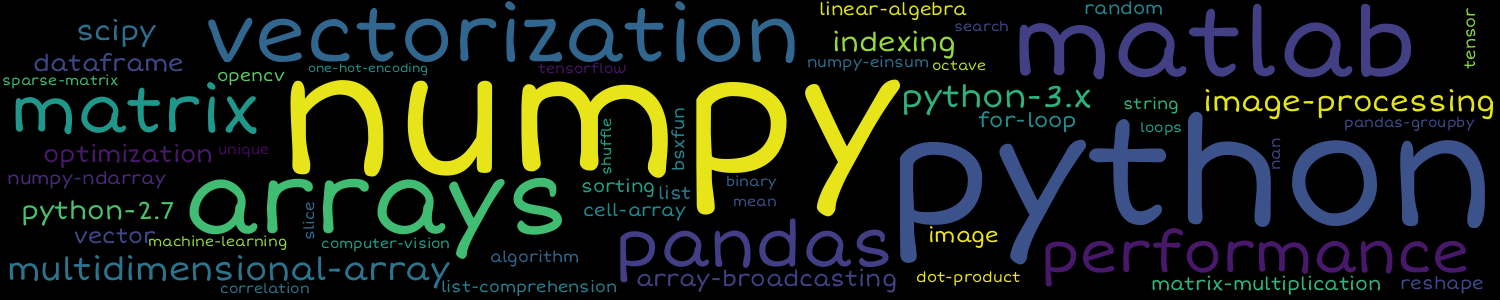 scipy
vectorization
linear-algebra
random
search
matlab
tensor
dataframe
indexing
sparse-matrix
opencv
one-hot-encoding
tensorflow
numpy-einsum
octave
matrix
numpy
python-3.x
string
image-processing
for-loop
loops
pandas-groupby
optimization
unique
shuffle
bsxfun
python
nan
numpy-ndarray
arrays
sorting
list
binary
mean
cell-array
python-2.7
slice
vector
machine-learning
computer-vision
algorithm
pandas
image
performance
multidimensional-array
correlation
list-comprehension
array-broadcasting
dot-product
matrix-multiplication
reshape